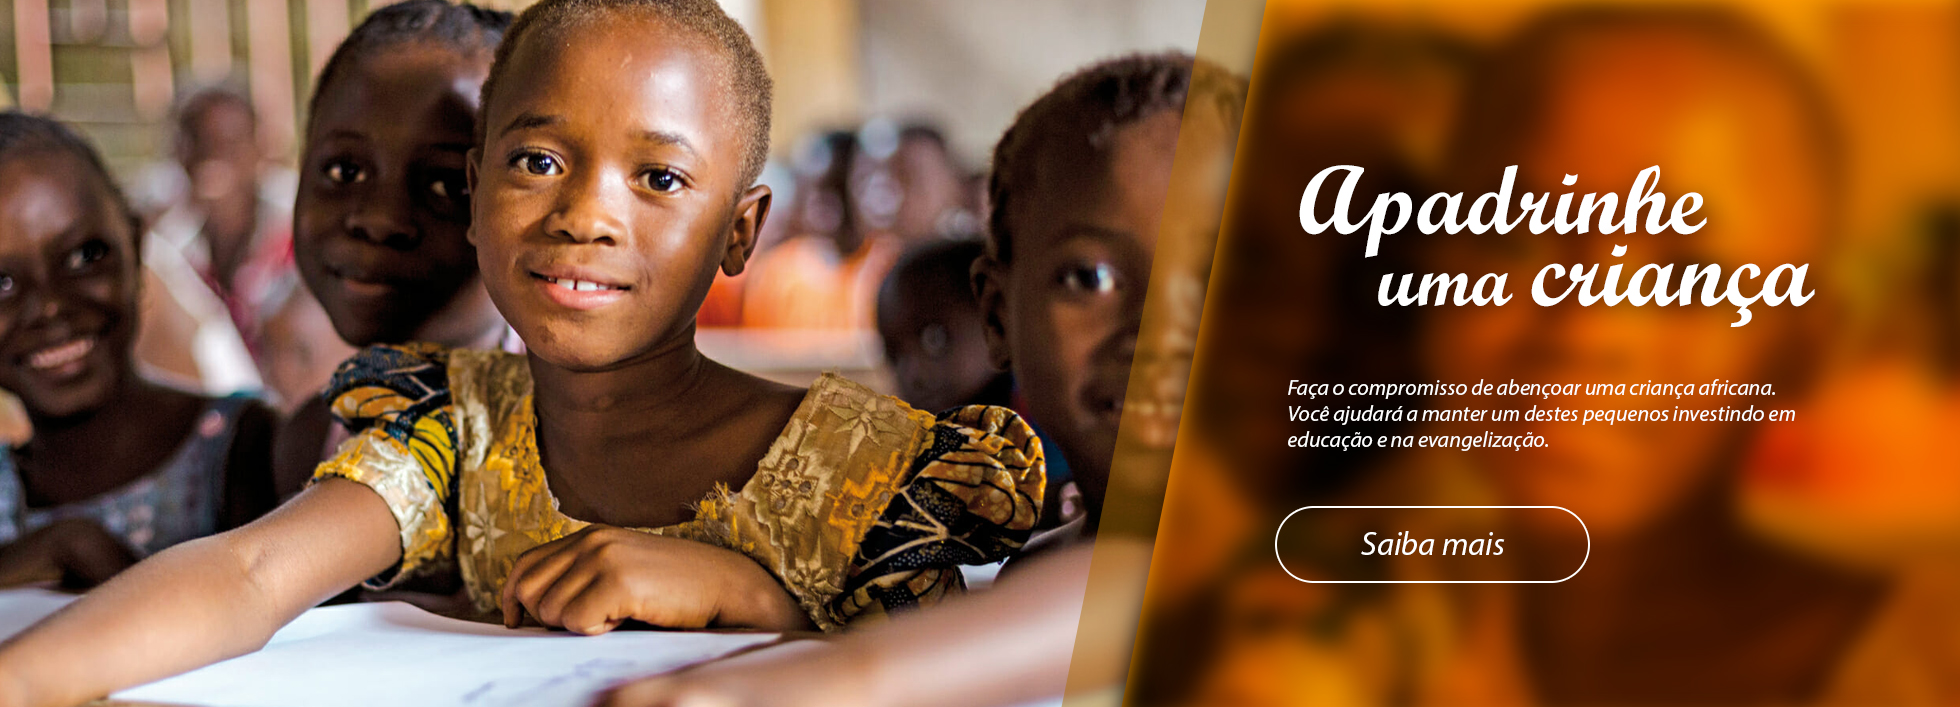 Apadrinhe
uma criança
Faça o compromisso de abençoar uma criança africana.
Você ajudará a manter um destes pequenos investindo em
educação e na evangelização.
Saiba mais